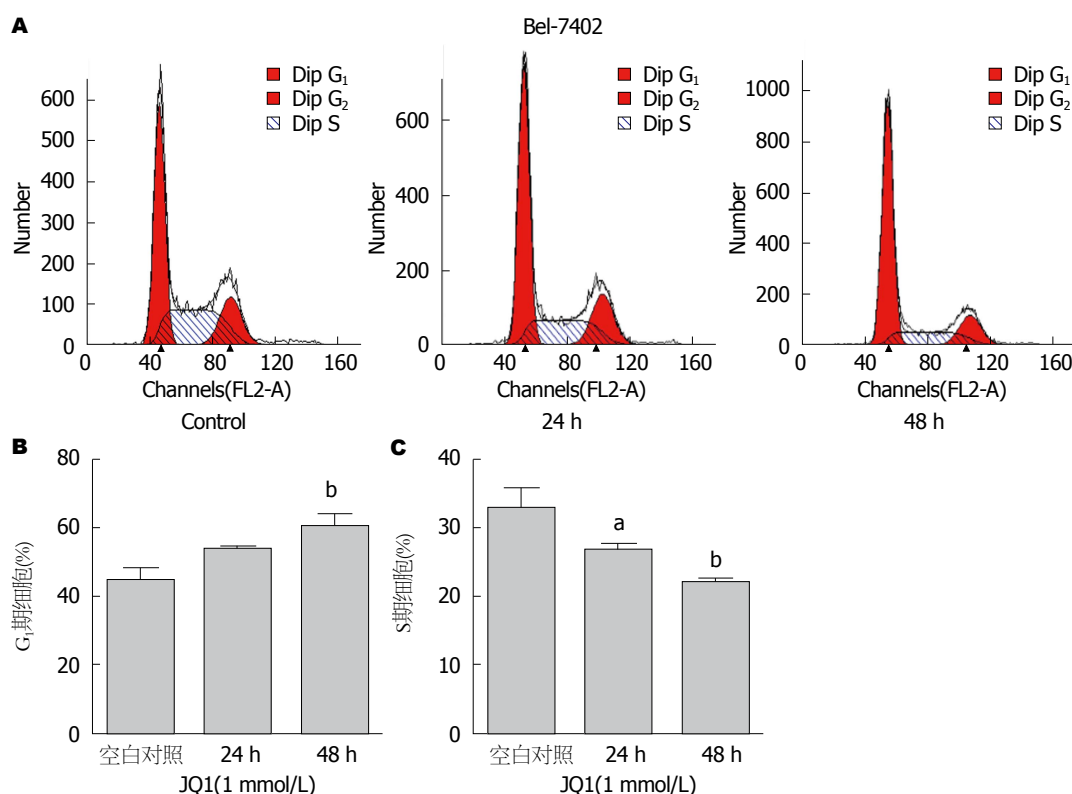 A
Bel-7402
Dip G₁
Dip G₂
Dip S
Number
600
500
400
300
200
100
0
0 40 80 120 160
Channels(FL2-A)
Control
Dip G₁
Dip G₂
Dip S
Number
600
400
200
0
0 40 80 120 160
Channels(FL2-A)
24 h
Dip G₁
Dip G₂
Dip S
Number
1000
800
600
400
200
0
0 40 80 120 160
Channels(FL2-A)
48 h
B
G₁期细胞(%)
80
60
40
20
0
b
空白对照 24 h 48 h
JQ1(1 mmol/L)
C
S期细胞(%)
40
30
20
10
0
a
b
空白对照 24 h 48 h
JQ1(1 mmol/L)